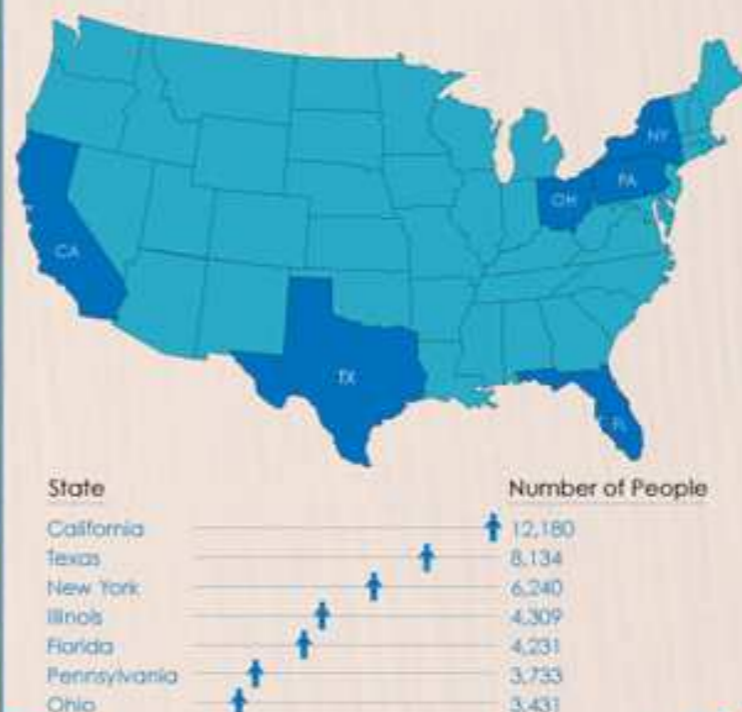 NY
PA
OH
CA
TX
FL
State Number of People
California 12,180
Texas 8,134
New York 6,240
Illinois 4,309
Florida 4,231
Pennsylvania 3,733
Ohio 3,431